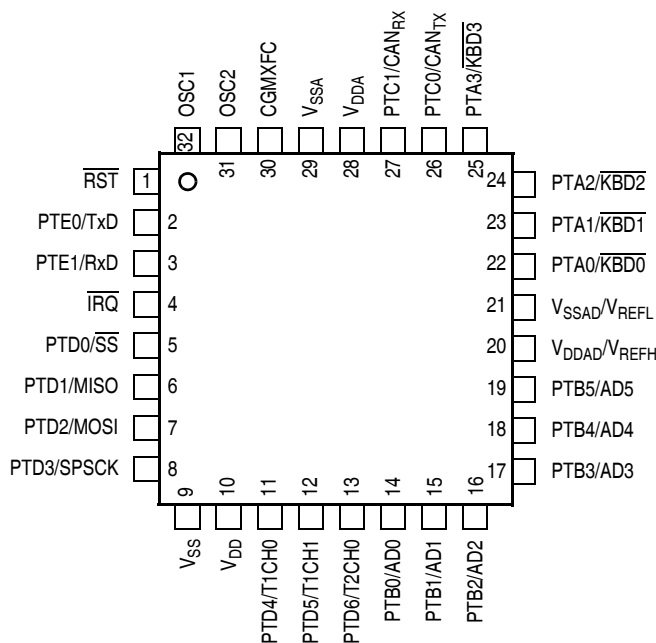 OSC1
OSC2
CGMXFC
VSSA
VDDA
PTC1/CANRX
PTC0/CANTX
PTA3/KBD3
32
31
30
29
28
27
26
25
RST 1
PTE0/TxD 2
PTE1/RxD 3
IRQ 4
PTD0/SS 5
PTD1/MISO 6
PTD2/MOSI 7
PTD3/SPSCK 8
24 PTA2/KBD2
23 PTA1/KBD1
22 PTA0/KBD0
21 VSSAD/VREFL
20 VDDAD/VREFH
19 PTB5/AD5
18 PTB4/AD4
17 PTB3/AD3
9
10
11
12
13
14
15
16
VSS
VDD
PTD4/T1CH0
PTD5/T1CH1
PTD6/T2CH0
PTB0/AD0
PTB1/AD1
PTB2/AD2